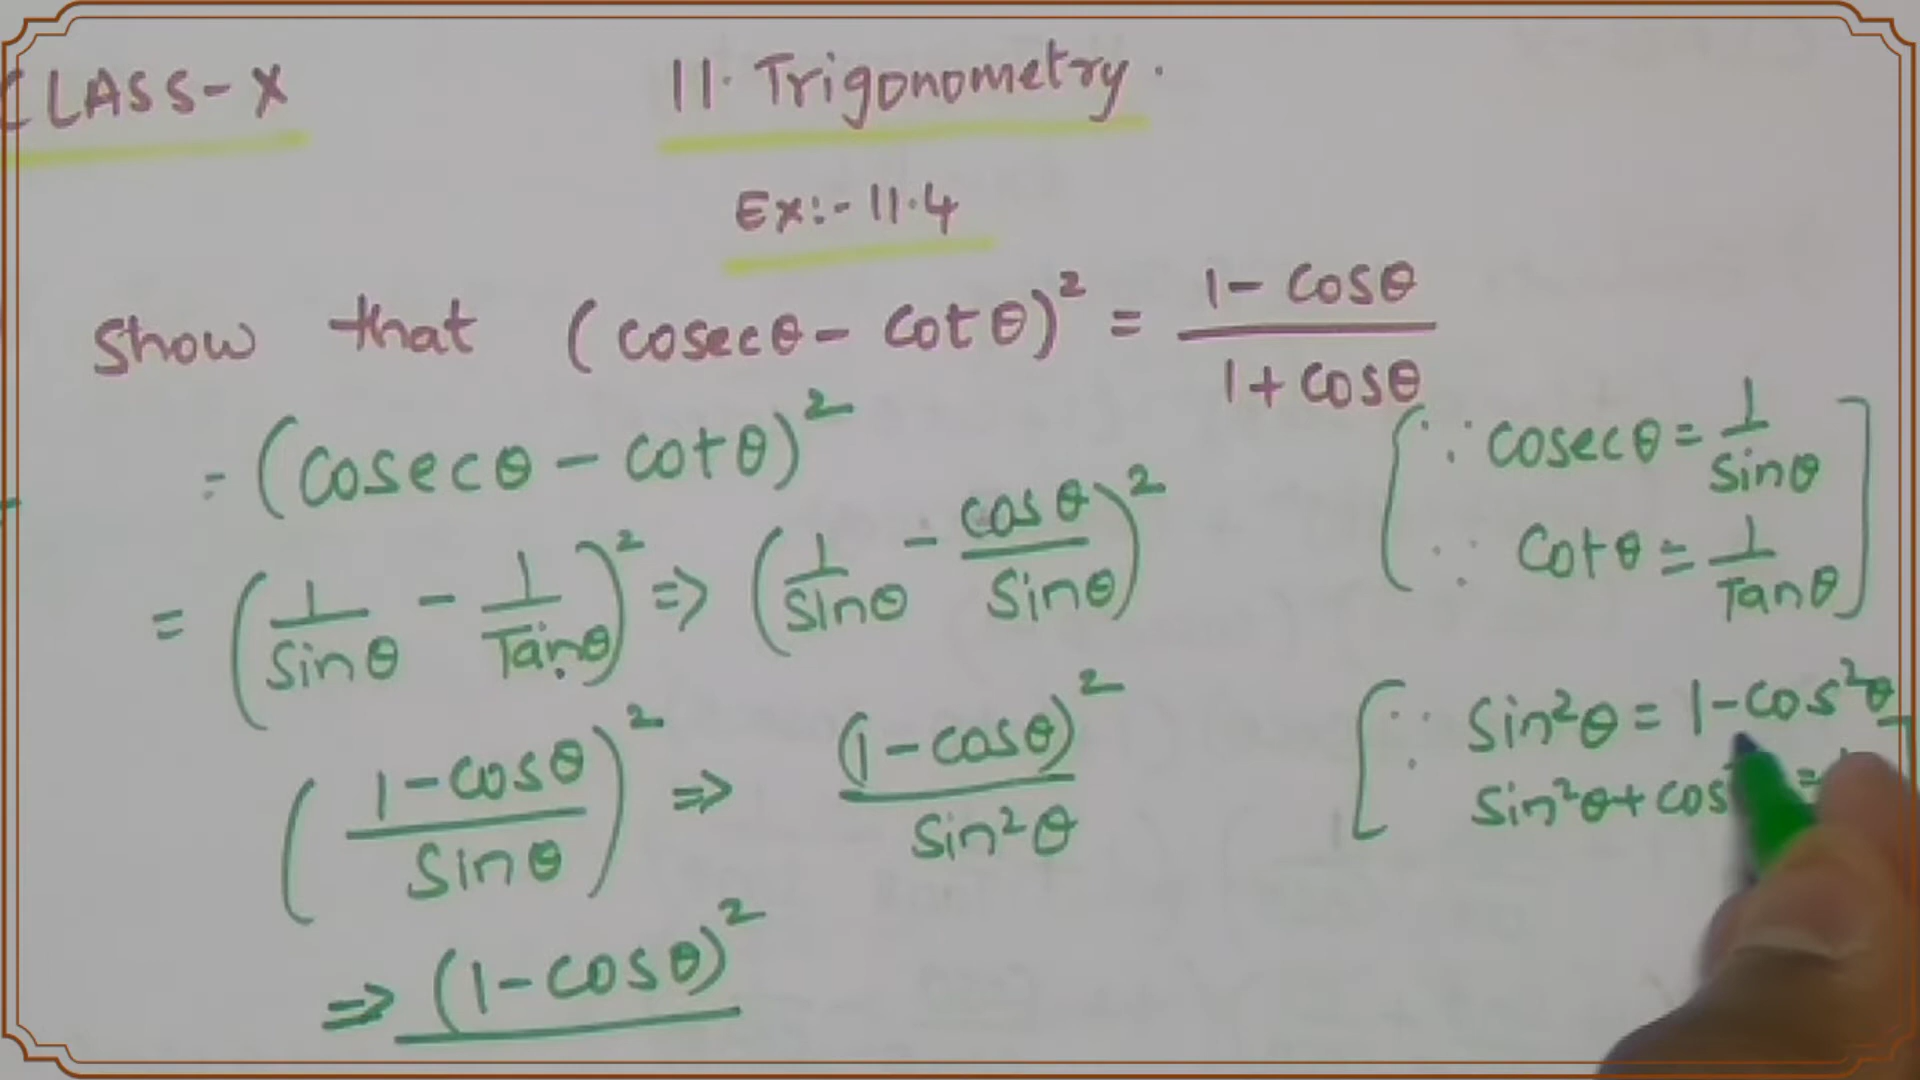 CLASS-X
11. Trigonometry.
Ex:- 11.4
Show that (cosecθ - cotθ)² = (1 - cosθ)/(1 + cosθ)
= (cosecθ - cotθ)²
[∵ cosecθ = 1/sinθ
∵ cotθ = 1/Tanθ]
= (1/sinθ - 1/Tanθ)² => (1/sinθ - cosθ/sinθ)²
((1 - cosθ)/sinθ)² => (1 - cosθ)²/sin²θ
[∵ sin²θ = 1 - cos²θ
sin²θ + cos =
=> (1 - cosθ)²